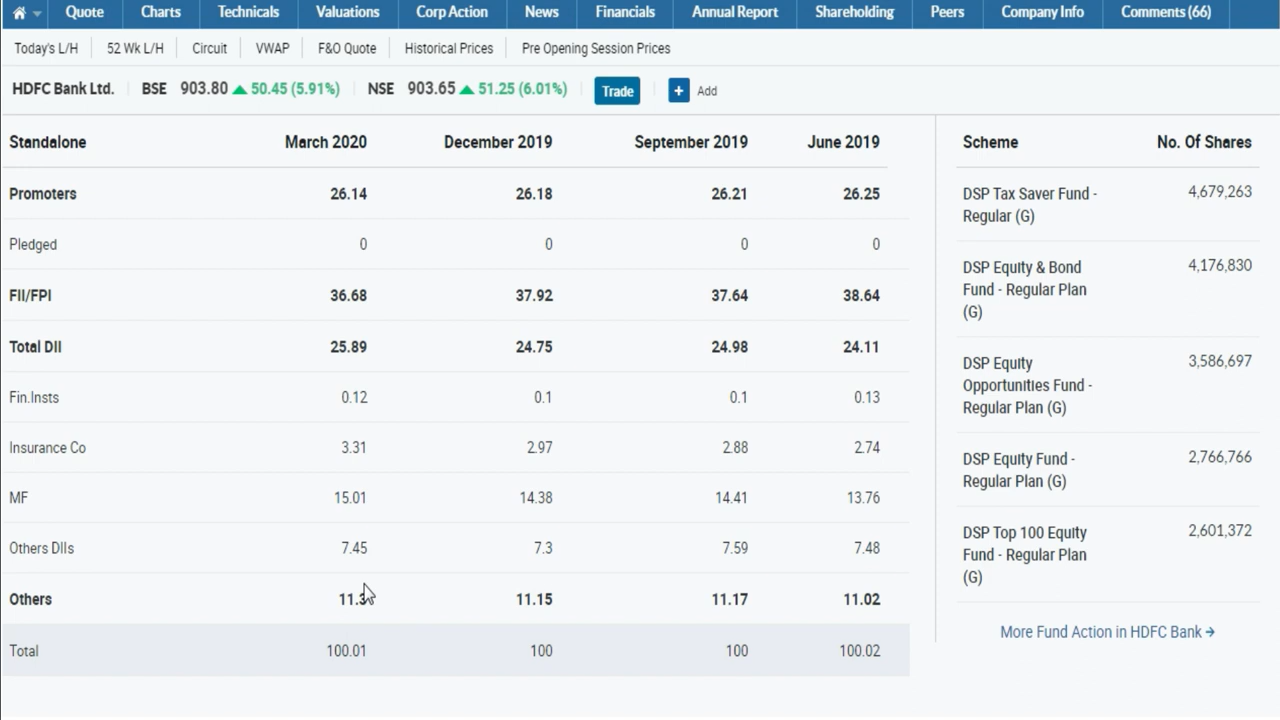 Quote Charts Technicals Valuations Corp Action News Financials Annual Report Shareholding Peers Company Info Comments (66)
Today's L/H 52 Wk L/H Circuit VWAP F&O Quote Historical Prices Pre Opening Session Prices
HDFC Bank Ltd. BSE 903.80 50.45 (5.91%) NSE 903.65 51.25 (6.01%) Trade + Add
Standalone March 2020 December 2019 September 2019 June 2019
Promoters 26.14 26.18 26.21 26.25
Pledged 0 0 0 0
FII/FPI 36.68 37.92 37.64 38.64
Total DII 25.89 24.75 24.98 24.11
Fin.Insts 0.12 0.1 0.1 0.13
Insurance Co 3.31 2.97 2.88 2.74
MF 15.01 14.38 14.41 13.76
Others DIIs 7.45 7.3 7.59 7.48
Others 11.15 11.17 11.02
Total 100.01 100 100 100.02
Scheme No. Of Shares
DSP Tax Saver Fund - 4,679,263
Regular (G)
DSP Equity & Bond 4,176,830
Fund - Regular Plan
(G)
DSP Equity 3,586,697
Opportunities Fund -
Regular Plan (G)
DSP Equity Fund - 2,766,766
Regular Plan (G)
DSP Top 100 Equity 2,601,372
Fund - Regular Plan
(G)
More Fund Action in HDFC Bank →